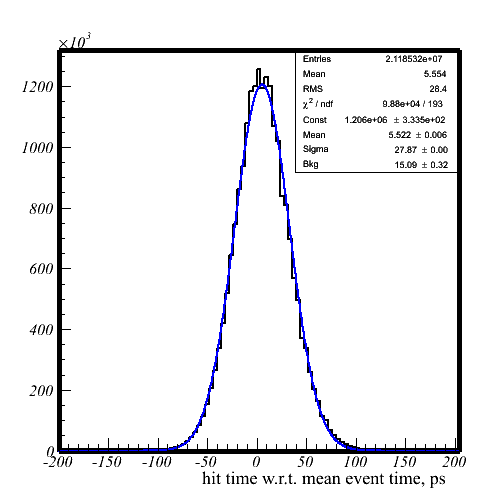 ×10³
Entries 2.118532e+07
Mean 5.554
RMS 28.4
χ² / ndf 9.88e+04 / 193
Const 1.206e+06 ± 3.335e+02
Mean 5.522 ± 0.006
Sigma 27.87 ± 0.00
Bkg 15.09 ± 0.32
1200
1000
800
600
400
200
0
-200 -150 -100 -50 0 50 100 150 200
hit time w.r.t. mean event time, ps